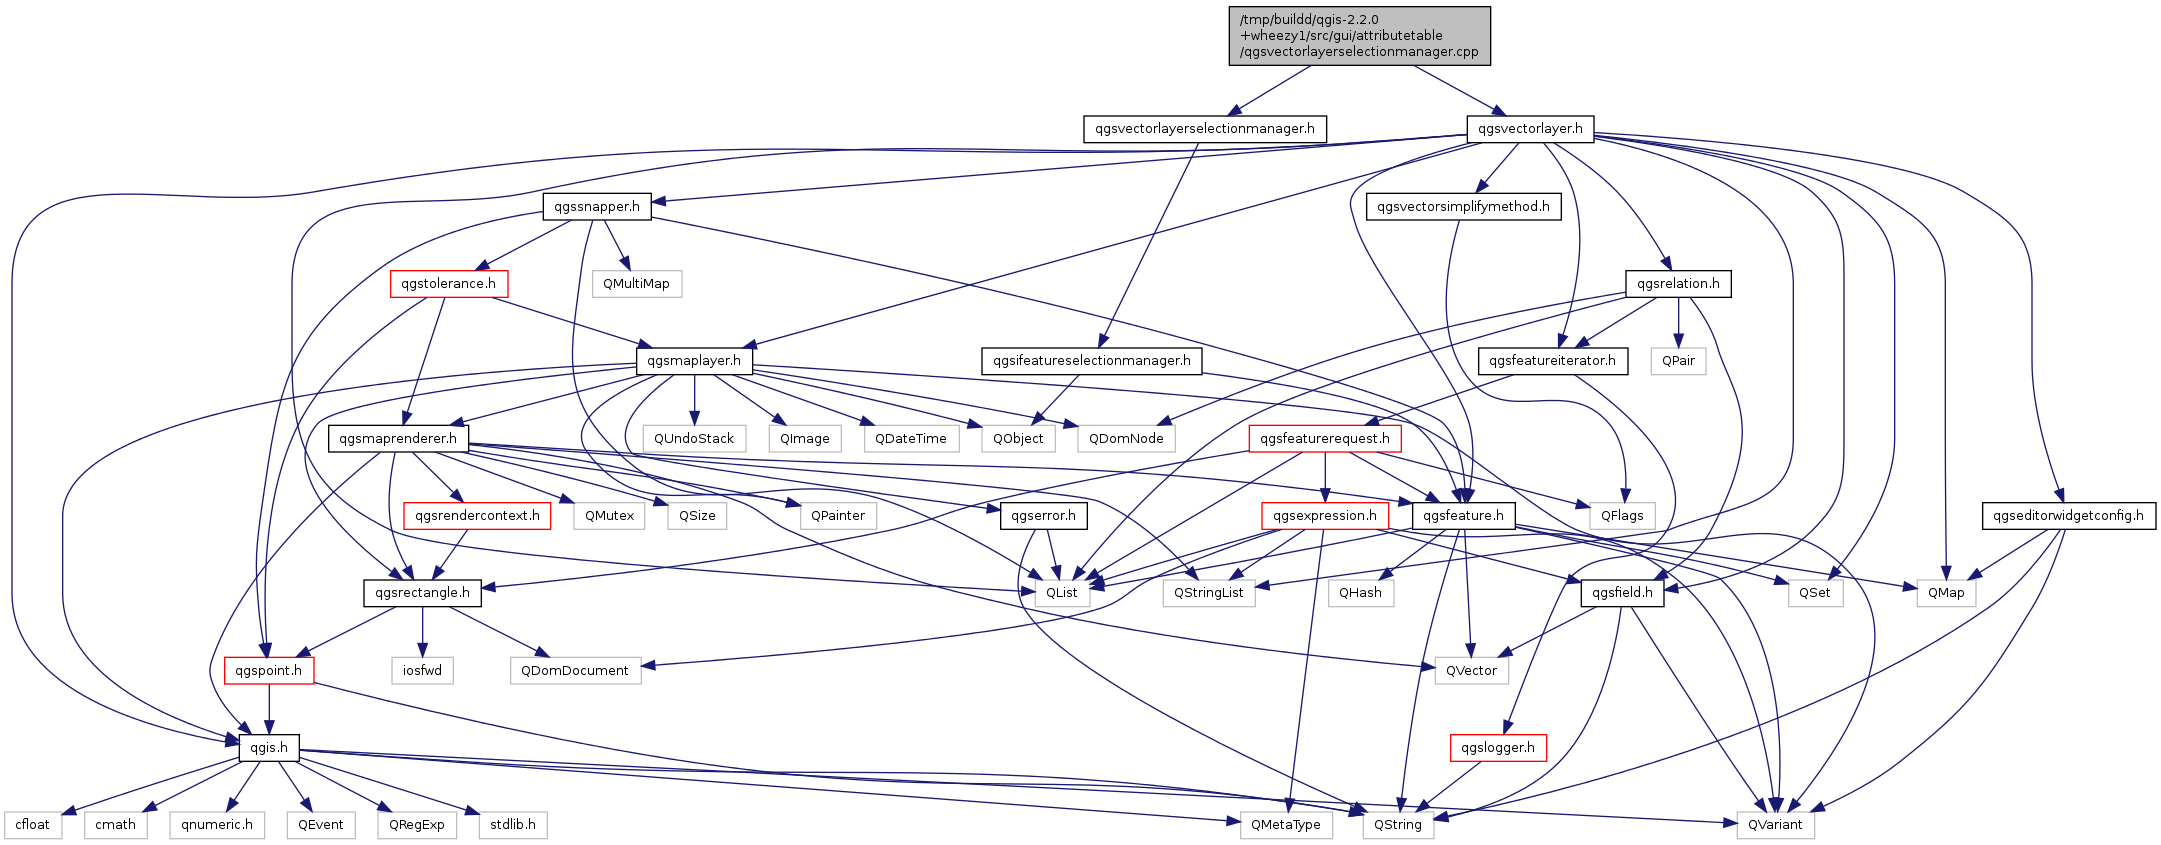 /tmp/buildd/qgis-2.2.0
+wheezy1/src/gui/attributetable
/qgsvectorlayerselectionmanager.cpp
qgsvectorlayerselectionmanager.h
qgsvectorlayer.h
qgssnapper.h
qgsvectorsimplifymethod.h
qgstolerance.h
QMultiMap
qgsrelation.h
qgsmaplayer.h
qgsifeatureselectionmanager.h
qgsfeatureiterator.h
QPair
qgsmaprenderer.h
QUndoStack
QImage
QDateTime
QObject
QDomNode
qgsfeaturerequest.h
qgsrendercontext.h
QMutex
QSize
QPainter
qgserror.h
qgsexpression.h
qgsfeature.h
QFlags
qgseditorwidgetconfig.h
qgsrectangle.h
QList
QStringList
QHash
qgsfield.h
QSet
QMap
qgspoint.h
iosfwd
QDomDocument
QVector
qgis.h
qgslogger.h
cfloat
cmath
qnumeric.h
QEvent
QRegExp
stdlib.h
QMetaType
QString
QVariant